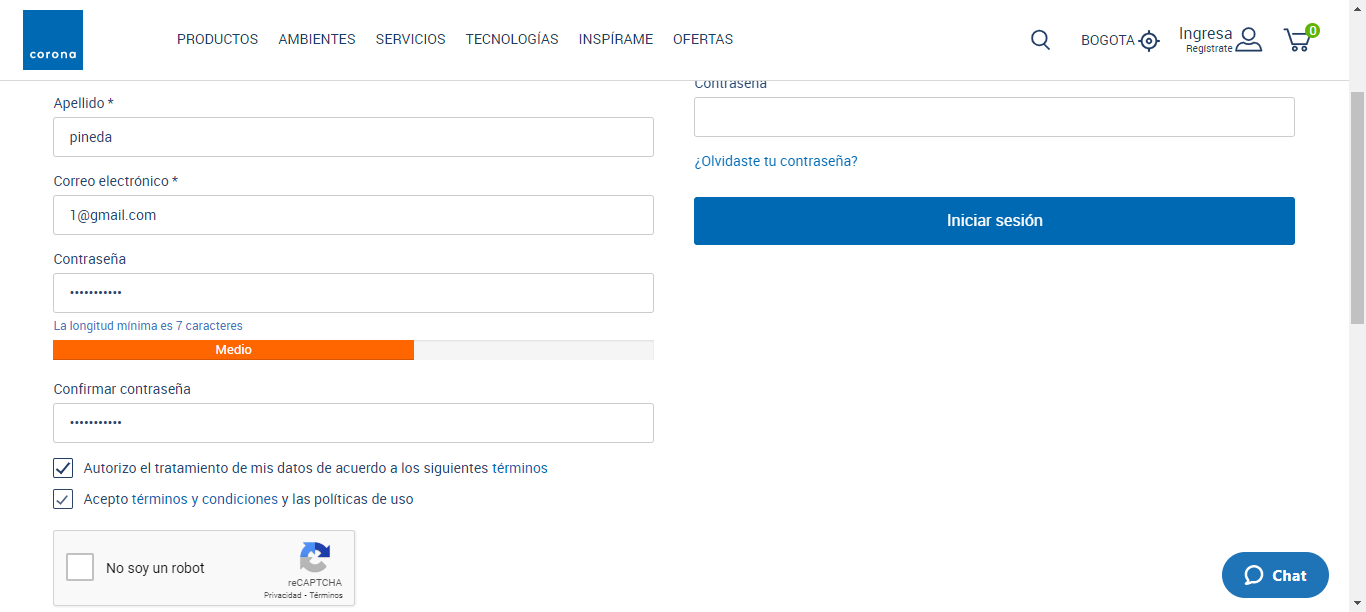 corona
PRODUCTOS AMBIENTES SERVICIOS TECNOLOGÍAS INSPÍRAME OFERTAS
BOGOTA
Ingresa
Regístrate
0
Apellido *
pineda
Correo electrónico *
1@gmail.com
Contraseña
•••••••••••
La longitud mínima es 7 caracteres
Medio
Confirmar contraseña
•••••••••••
Autorizo el tratamiento de mis datos de acuerdo a los siguientes términos
Acepto términos y condiciones y las políticas de uso
No soy un robot
reCAPTCHA
Privacidad - Términos
Contraseña
¿Olvidaste tu contraseña?
Iniciar sesión
Chat